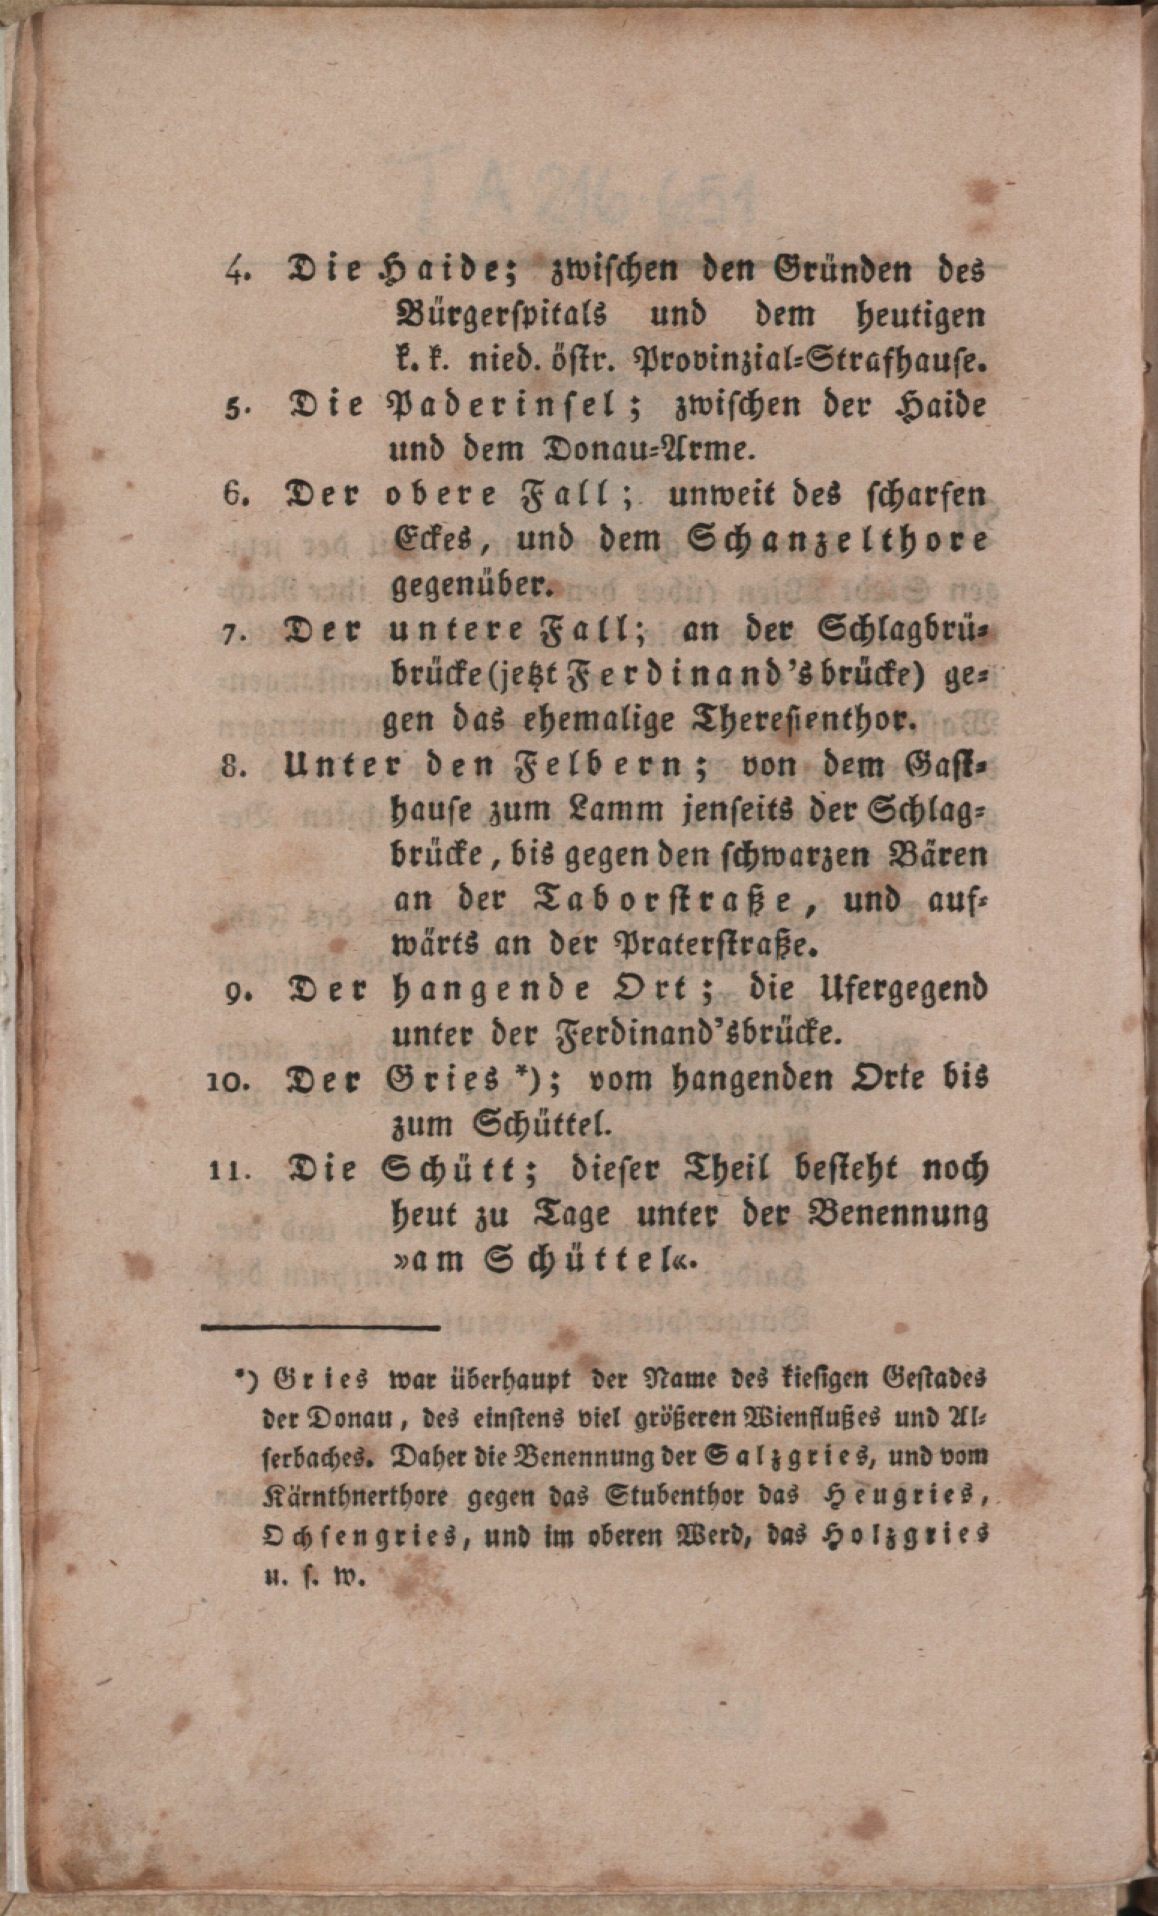 TA 216.651
4. Die Haide; zwischen den Gründen des
Bürgerspitals und dem heutigen
k. k. nied. östr. Provinzial-Strafhause.
5. Die Paderinsel; zwischen der Haide
und dem Donau-Arme.
6. Der obere Fall; unweit des scharfen
Eckes, und dem Schanzelthore
gegenüber.
7. Der untere Fall; an der Schlagbrü-
brücke (jetzt Ferdinand'sbrücke) ge-
gen das ehemalige Theresienthor.
8. Unter den Felbern; von dem Gast-
hause zum Lamm jenseits der Schlag-
brücke, bis gegen den schwarzen Bären
an der Taborstraße, und auf-
wärts an der Praterstraße.
9. Der hangende Ort; die Ufergegend
unter der Ferdinand'sbrücke.
10. Der Gries *); vom hangenden Orte bis
zum Schüttel.
11. Die Schütt; dieser Theil besteht noch
heut zu Tage unter der Benennung
»am Schüttel«.
*) Gries war überhaupt der Name des kiesigen Gestades
der Donau, des einstens viel größeren Wienflußes und Al-
serbaches. Daher die Benennung der Salzgries, und vom
Kärnthnerthore gegen das Stubenthor das Heugries,
Ochsengries, und im oberen Werd, das Holzgries
u. s. w.